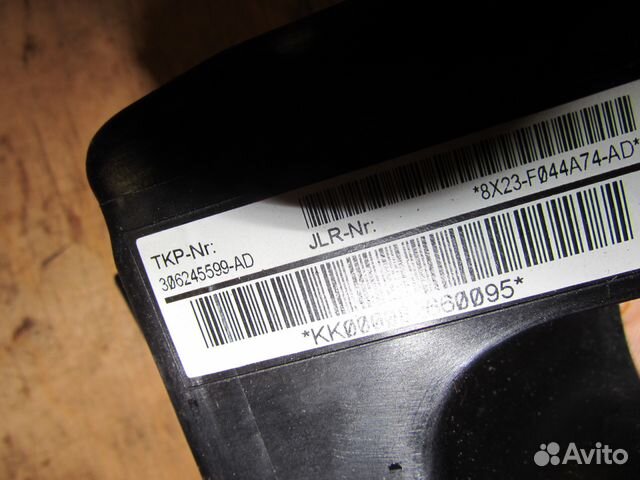 TKP-Nr:
306245599-AD
JLR-Nr:
*8X23-F044A74-AD*
Avito